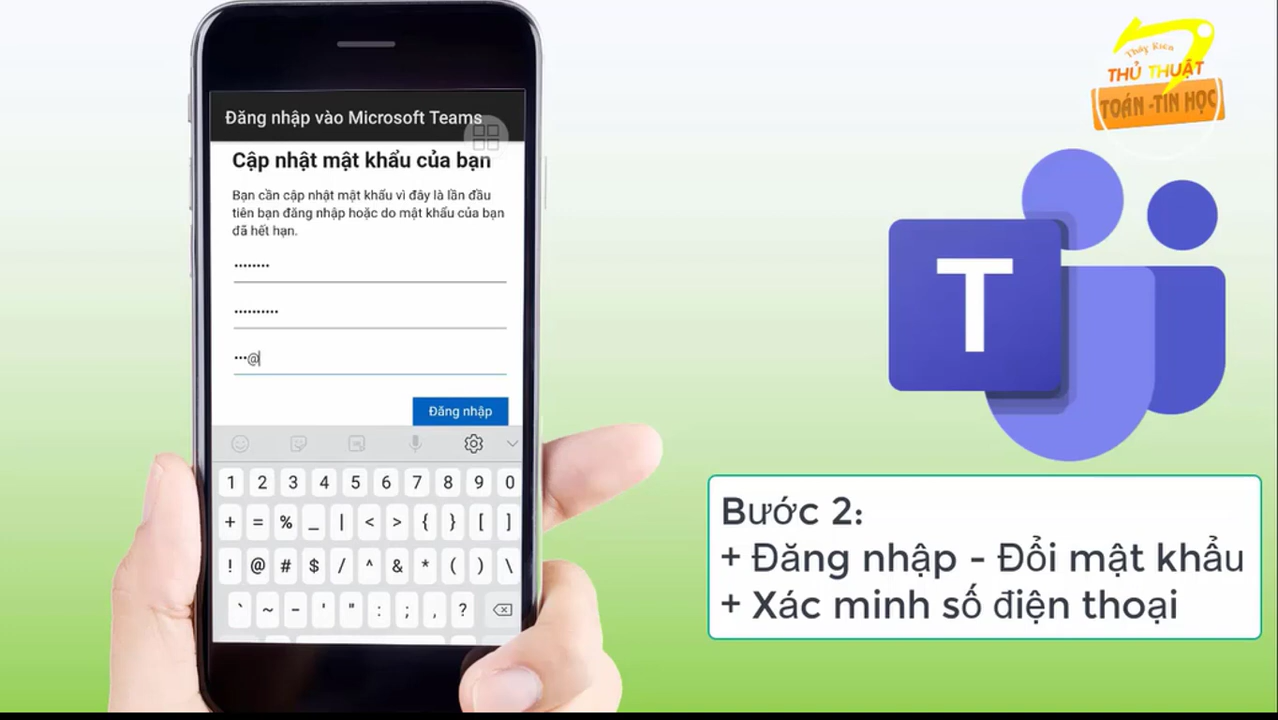 Thầy Kiên
THỦ THUẬT
TOÁN -TIN HỌC
Đăng nhập vào Microsoft Teams
Cập nhật mật khẩu của bạn
Bạn cần cập nhật mật khẩu vì đây là lần đầu
tiên bạn đăng nhập hoặc do mật khẩu của bạn
đã hết hạn.
••••••••
••••••••••
•••@
Đăng nhập
1 2 3 4 5 6 7 8 9 0
+ = % _ | < > { } [ ]
! @ # $ / ^ & * ( ) \
` ~ - ' " : ; , ?
T
Bước 2:
+ Đăng nhập - Đổi mật khẩu
+ Xác minh số điện thoại